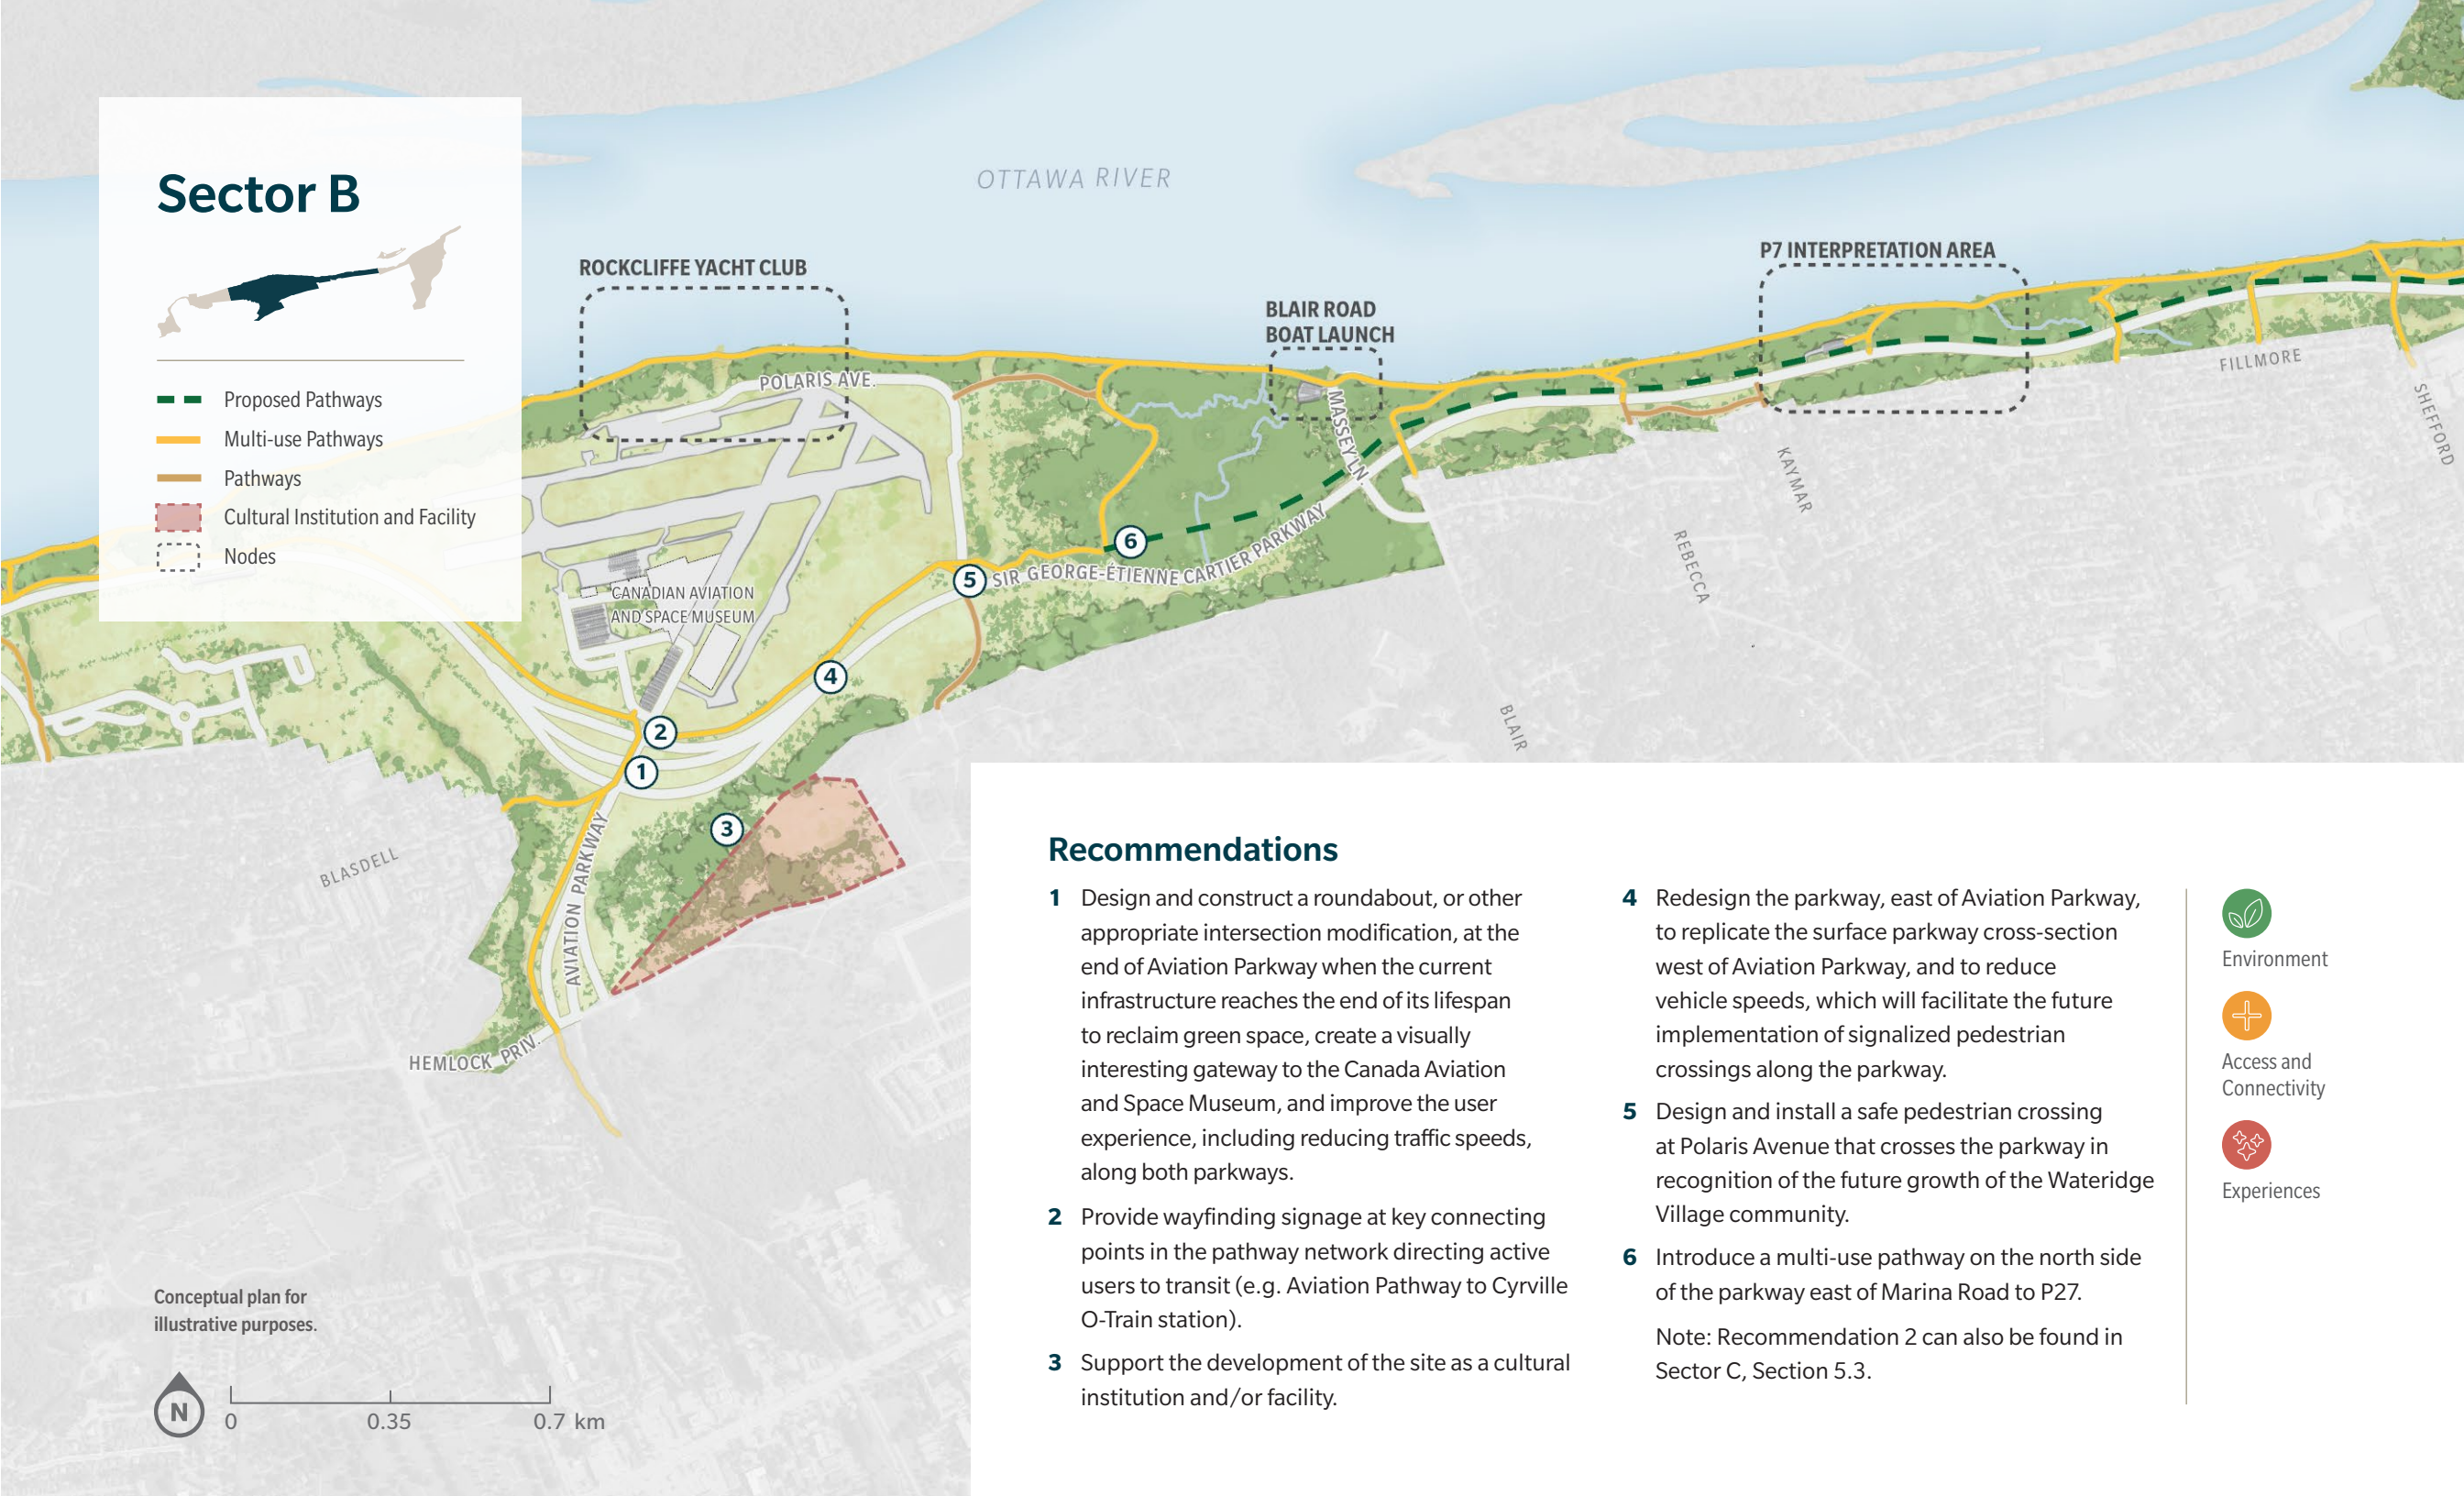 Sector B
Proposed Pathways
Multi-use Pathways
Pathways
Cultural Institution and Facility
Nodes
OTTAWA RIVER
ROCKCLIFFE YACHT CLUB
BLAIR ROAD
BOAT LAUNCH
P7 INTERPRETATION AREA
POLARIS AVE.
MASSEY LN.
FILLMORE
SHEFFORD
KAYMAR
REBECCA
BLAIR
SIR GEORGE-ÉTIENNE CARTIER PARKWAY
CANADIAN AVIATION
AND SPACE MUSEUM
6
5
4
2
1
3
AVIATION PARKWAY
BLASDELL
HEMLOCK PRIV.
Conceptual plan for
illustrative purposes.
N
0 0.35 0.7 km
Recommendations
1 Design and construct a roundabout, or other
appropriate intersection modification, at the
end of Aviation Parkway when the current
infrastructure reaches the end of its lifespan
to reclaim green space, create a visually
interesting gateway to the Canada Aviation
and Space Museum, and improve the user
experience, including reducing traffic speeds,
along both parkways.
2 Provide wayfinding signage at key connecting
points in the pathway network directing active
users to transit (e.g. Aviation Pathway to Cyrville
O-Train station).
3 Support the development of the site as a cultural
institution and/or facility.
4 Redesign the parkway, east of Aviation Parkway,
to replicate the surface parkway cross-section
west of Aviation Parkway, and to reduce
vehicle speeds, which will facilitate the future
implementation of signalized pedestrian
crossings along the parkway.
5 Design and install a safe pedestrian crossing
at Polaris Avenue that crosses the parkway in
recognition of the future growth of the Wateridge
Village community.
6 Introduce a multi-use pathway on the north side
of the parkway east of Marina Road to P27.
Note: Recommendation 2 can also be found in
Sector C, Section 5.3.
Environment
Access and
Connectivity
Experiences